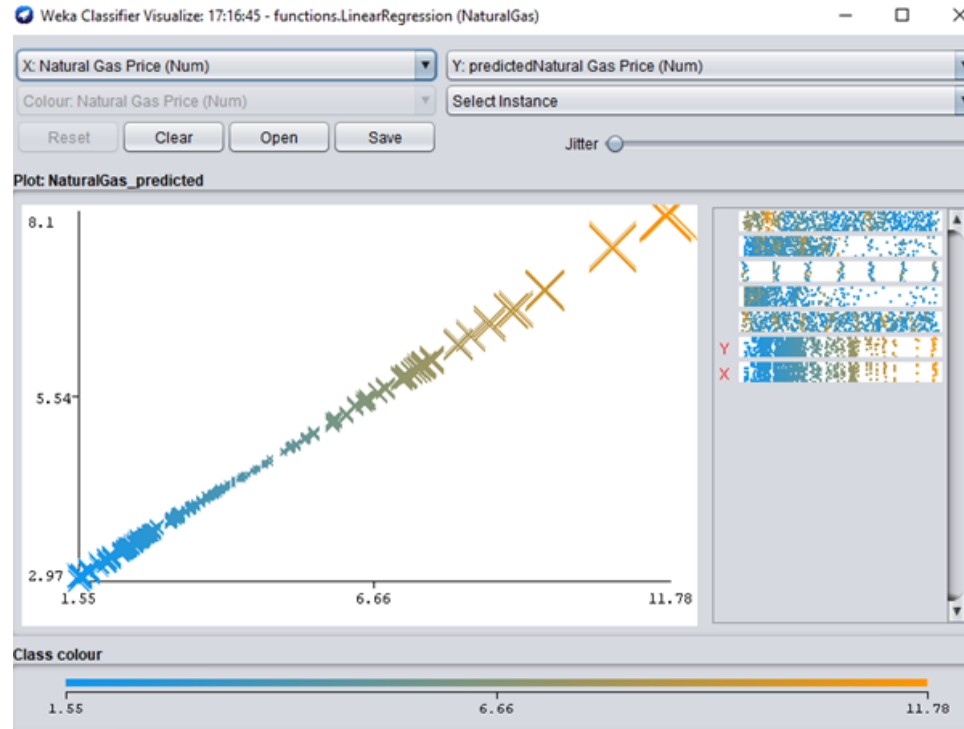 Weka Classifier Visualize: 17:16:45 - functions.LinearRegression (NaturalGas)
X: Natural Gas Price (Num)
Y: predictedNatural Gas Price (Num)
Colour: Natural Gas Price (Num)
Select Instance
Reset
Clear
Open
Save
Jitter
Plot: NaturalGas_predicted
8.1
5.54
2.97
1.55
6.66
11.78
Y
X
Class colour
1.55
6.66
11.78